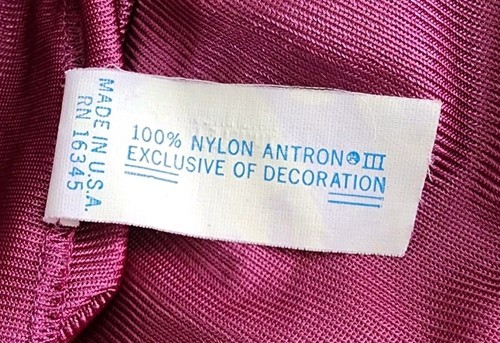 MADE IN U.S.A.
RN 16345
100% NYLON ANTRON® III
EXCLUSIVE OF DECORATION